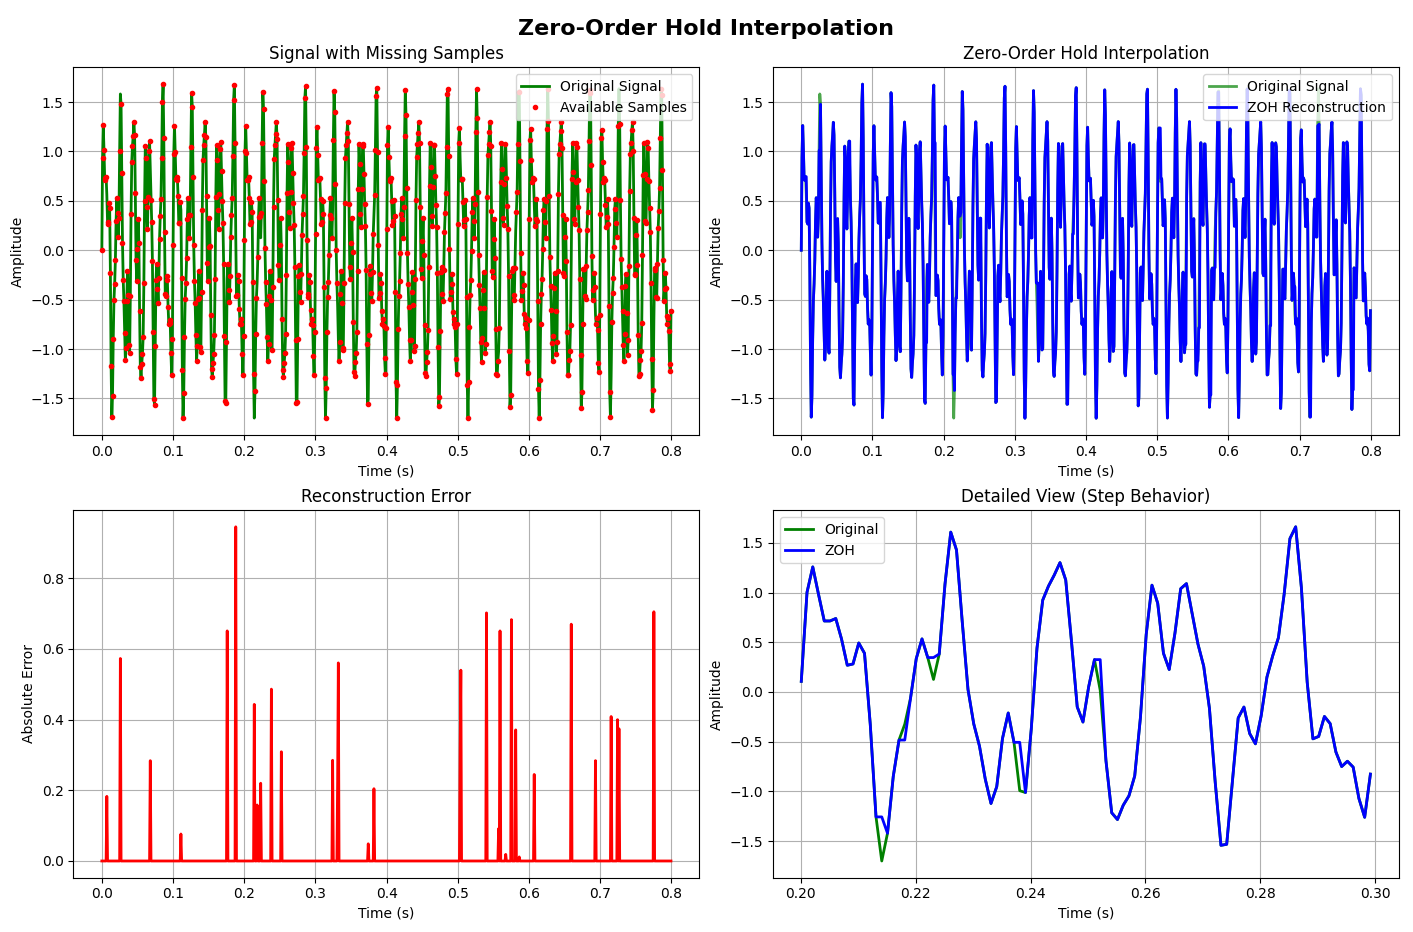 Zero-Order Hold Interpolation
Signal with Missing Samples
Original Signal
Available Samples
Amplitude
1.5
1.0
0.5
0.0
−0.5
−1.0
−1.5
0.0 0.1 0.2 0.3 0.4 0.5 0.6 0.7 0.8
Time (s)
Zero-Order Hold Interpolation
Original Signal
ZOH Reconstruction
Amplitude
1.5
1.0
0.5
0.0
−0.5
−1.0
−1.5
0.0 0.1 0.2 0.3 0.4 0.5 0.6 0.7 0.8
Time (s)
Reconstruction Error
Absolute Error
0.8
0.6
0.4
0.2
0.0
0.0 0.1 0.2 0.3 0.4 0.5 0.6 0.7 0.8
Time (s)
Detailed View (Step Behavior)
Original
ZOH
Amplitude
1.5
1.0
0.5
0.0
−0.5
−1.0
−1.5
0.20 0.22 0.24 0.26 0.28 0.30
Time (s)